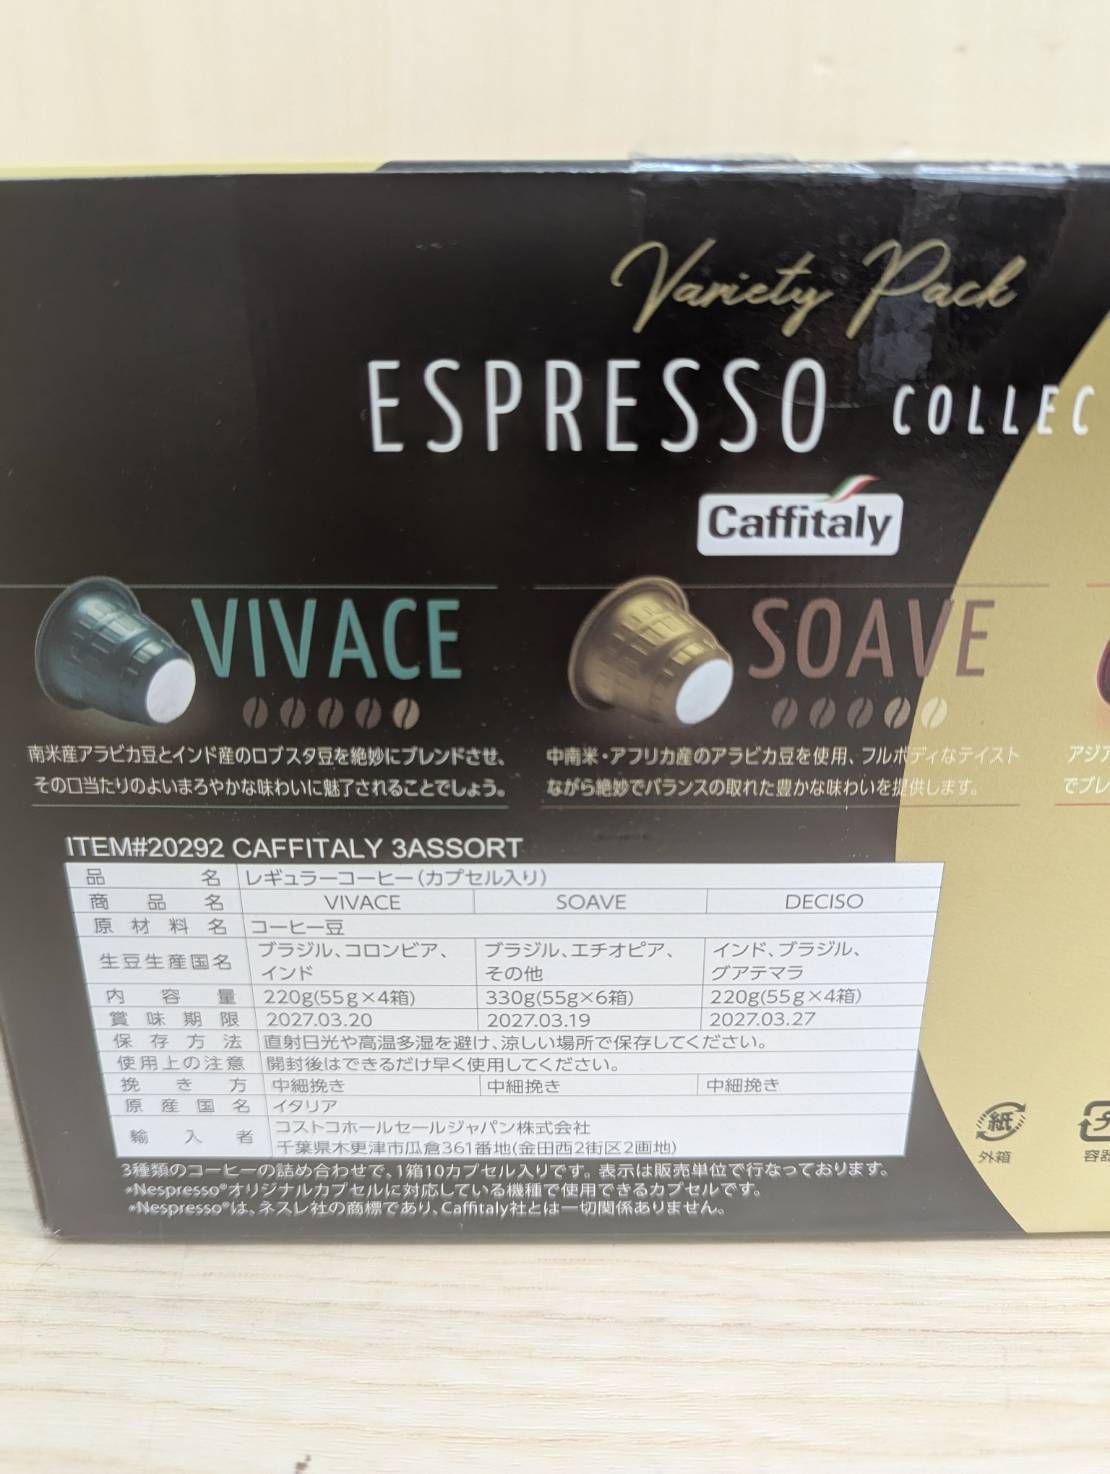 Variety Pack
ESPRESSO COLLEC
Caffitaly
VIVACE
SOAVE
南米産アラビカ豆とインド産のロブスタ豆を絶妙にブレンドさせ、
その口当たりのよいまろやかな味わいに魅了されることでしょう。
中南米・アフリカ産のアラビカ豆を使用、フルボディなテイスト
ながら絶妙でバランスの取れた豊かな味わいを提供します。
アジア
でブレ
ITEM#20292 CAFFITALY 3ASSORT
品名 レギュラーコーヒー(カプセル入り)
商品名 VIVACE SOAVE DECISO
原材料名 コーヒー豆
生豆生産国名 ブラジル、コロンビア、インド ブラジル、エチオピア、その他 インド、ブラジル、グアテマラ
内容量 220g(55g×4箱) 330g(55g×6箱) 220g(55g×4箱)
賞味期限 2027.03.20 2027.03.19 2027.03.27
保存方法 直射日光や高温多湿を避け、涼しい場所で保存してください。
使用上の注意 開封後はできるだけ早く使用してください。
挽き方 中細挽き 中細挽き 中細挽き
原産国名 イタリア
輸入者 コストコホールセールジャパン株式会社
千葉県木更津市瓜倉361番地(金田西2街区2画地)
3種類のコーヒーの詰め合わせで、1箱10カプセル入りです。表示は販売単位で行なっております。
*Nespresso®オリジナルカプセルに対応している機種で使用できるカプセルです。
*Nespresso®は、ネスレ社の商標であり、Caffitaly社とは一切関係ありません。
紙
外箱
容器